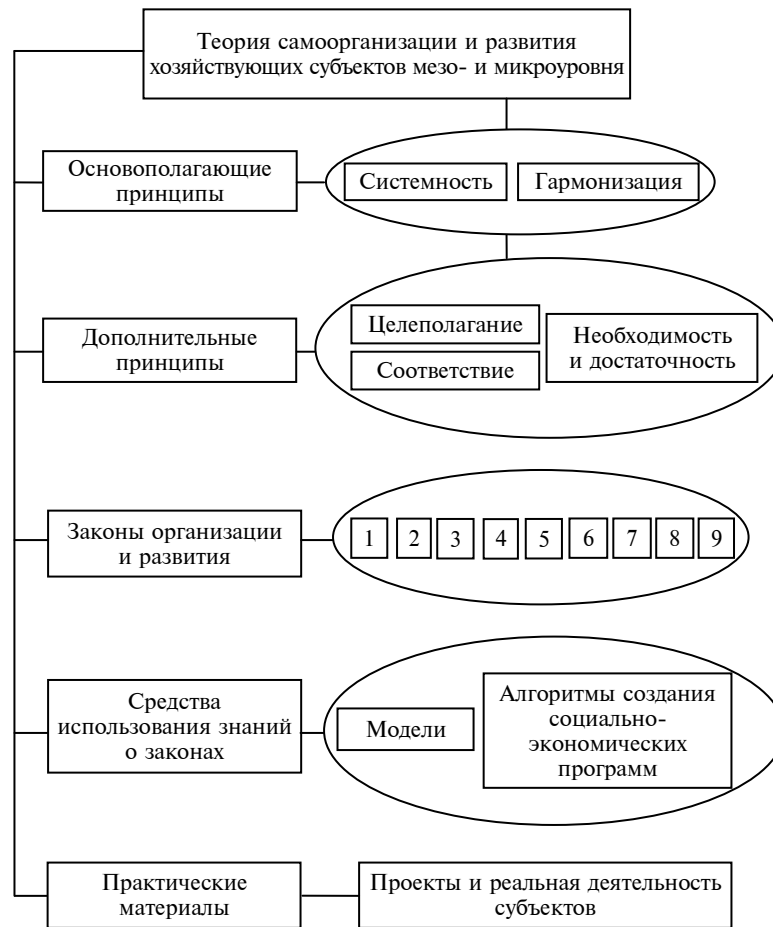 Теория самоорганизации и развития
хозяйствующих субъектов мезо- и микроуровня
Основополагающие
принципы
Системность
Гармонизация
Дополнительные
принципы
Целеполагание
Соответствие
Необходимость
и достаточность
Законы организации
и развития
1 2 3 4 5 6 7 8 9
Средства
использования знаний
о законах
Модели
Алгоритмы создания
социально-
экономических
программ
Практические
материалы
Проекты и реальная деятельность
субъектов